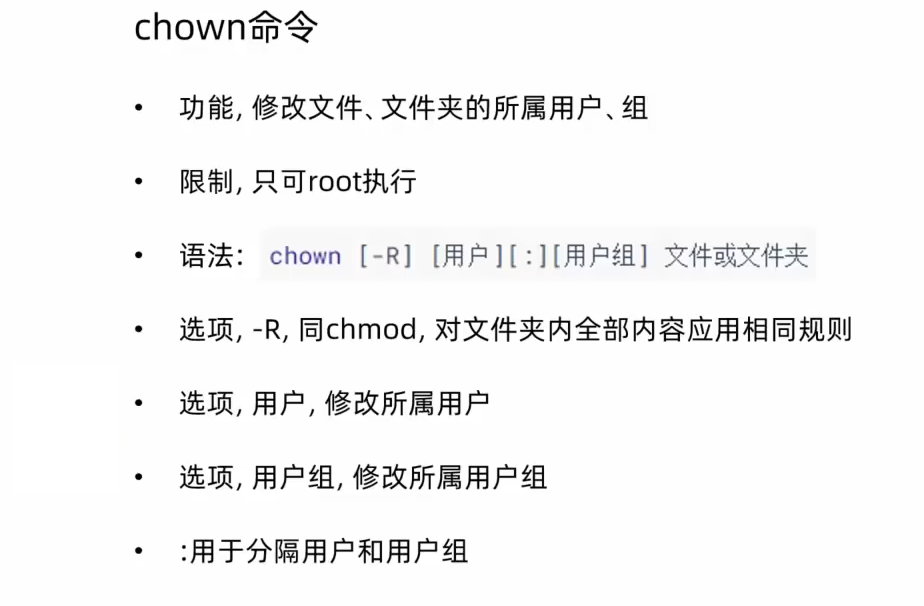 chown命令
• 功能, 修改文件、文件夹的所属用户、组
• 限制, 只可root执行
• 语法: chown [-R] [用户][:][用户组] 文件或文件夹
• 选项, -R, 同chmod, 对文件夹内全部内容应用相同规则
• 选项, 用户, 修改所属用户
• 选项, 用户组, 修改所属用户组
• :用于分隔用户和用户组